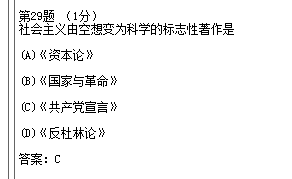 第29题 （1分）
社会主义由空想变为科学的标志性著作是
(A)《资本论》
(B)《国家与革命》
(C)《共产党宣言》
(D)《反杜林论》
答案：C